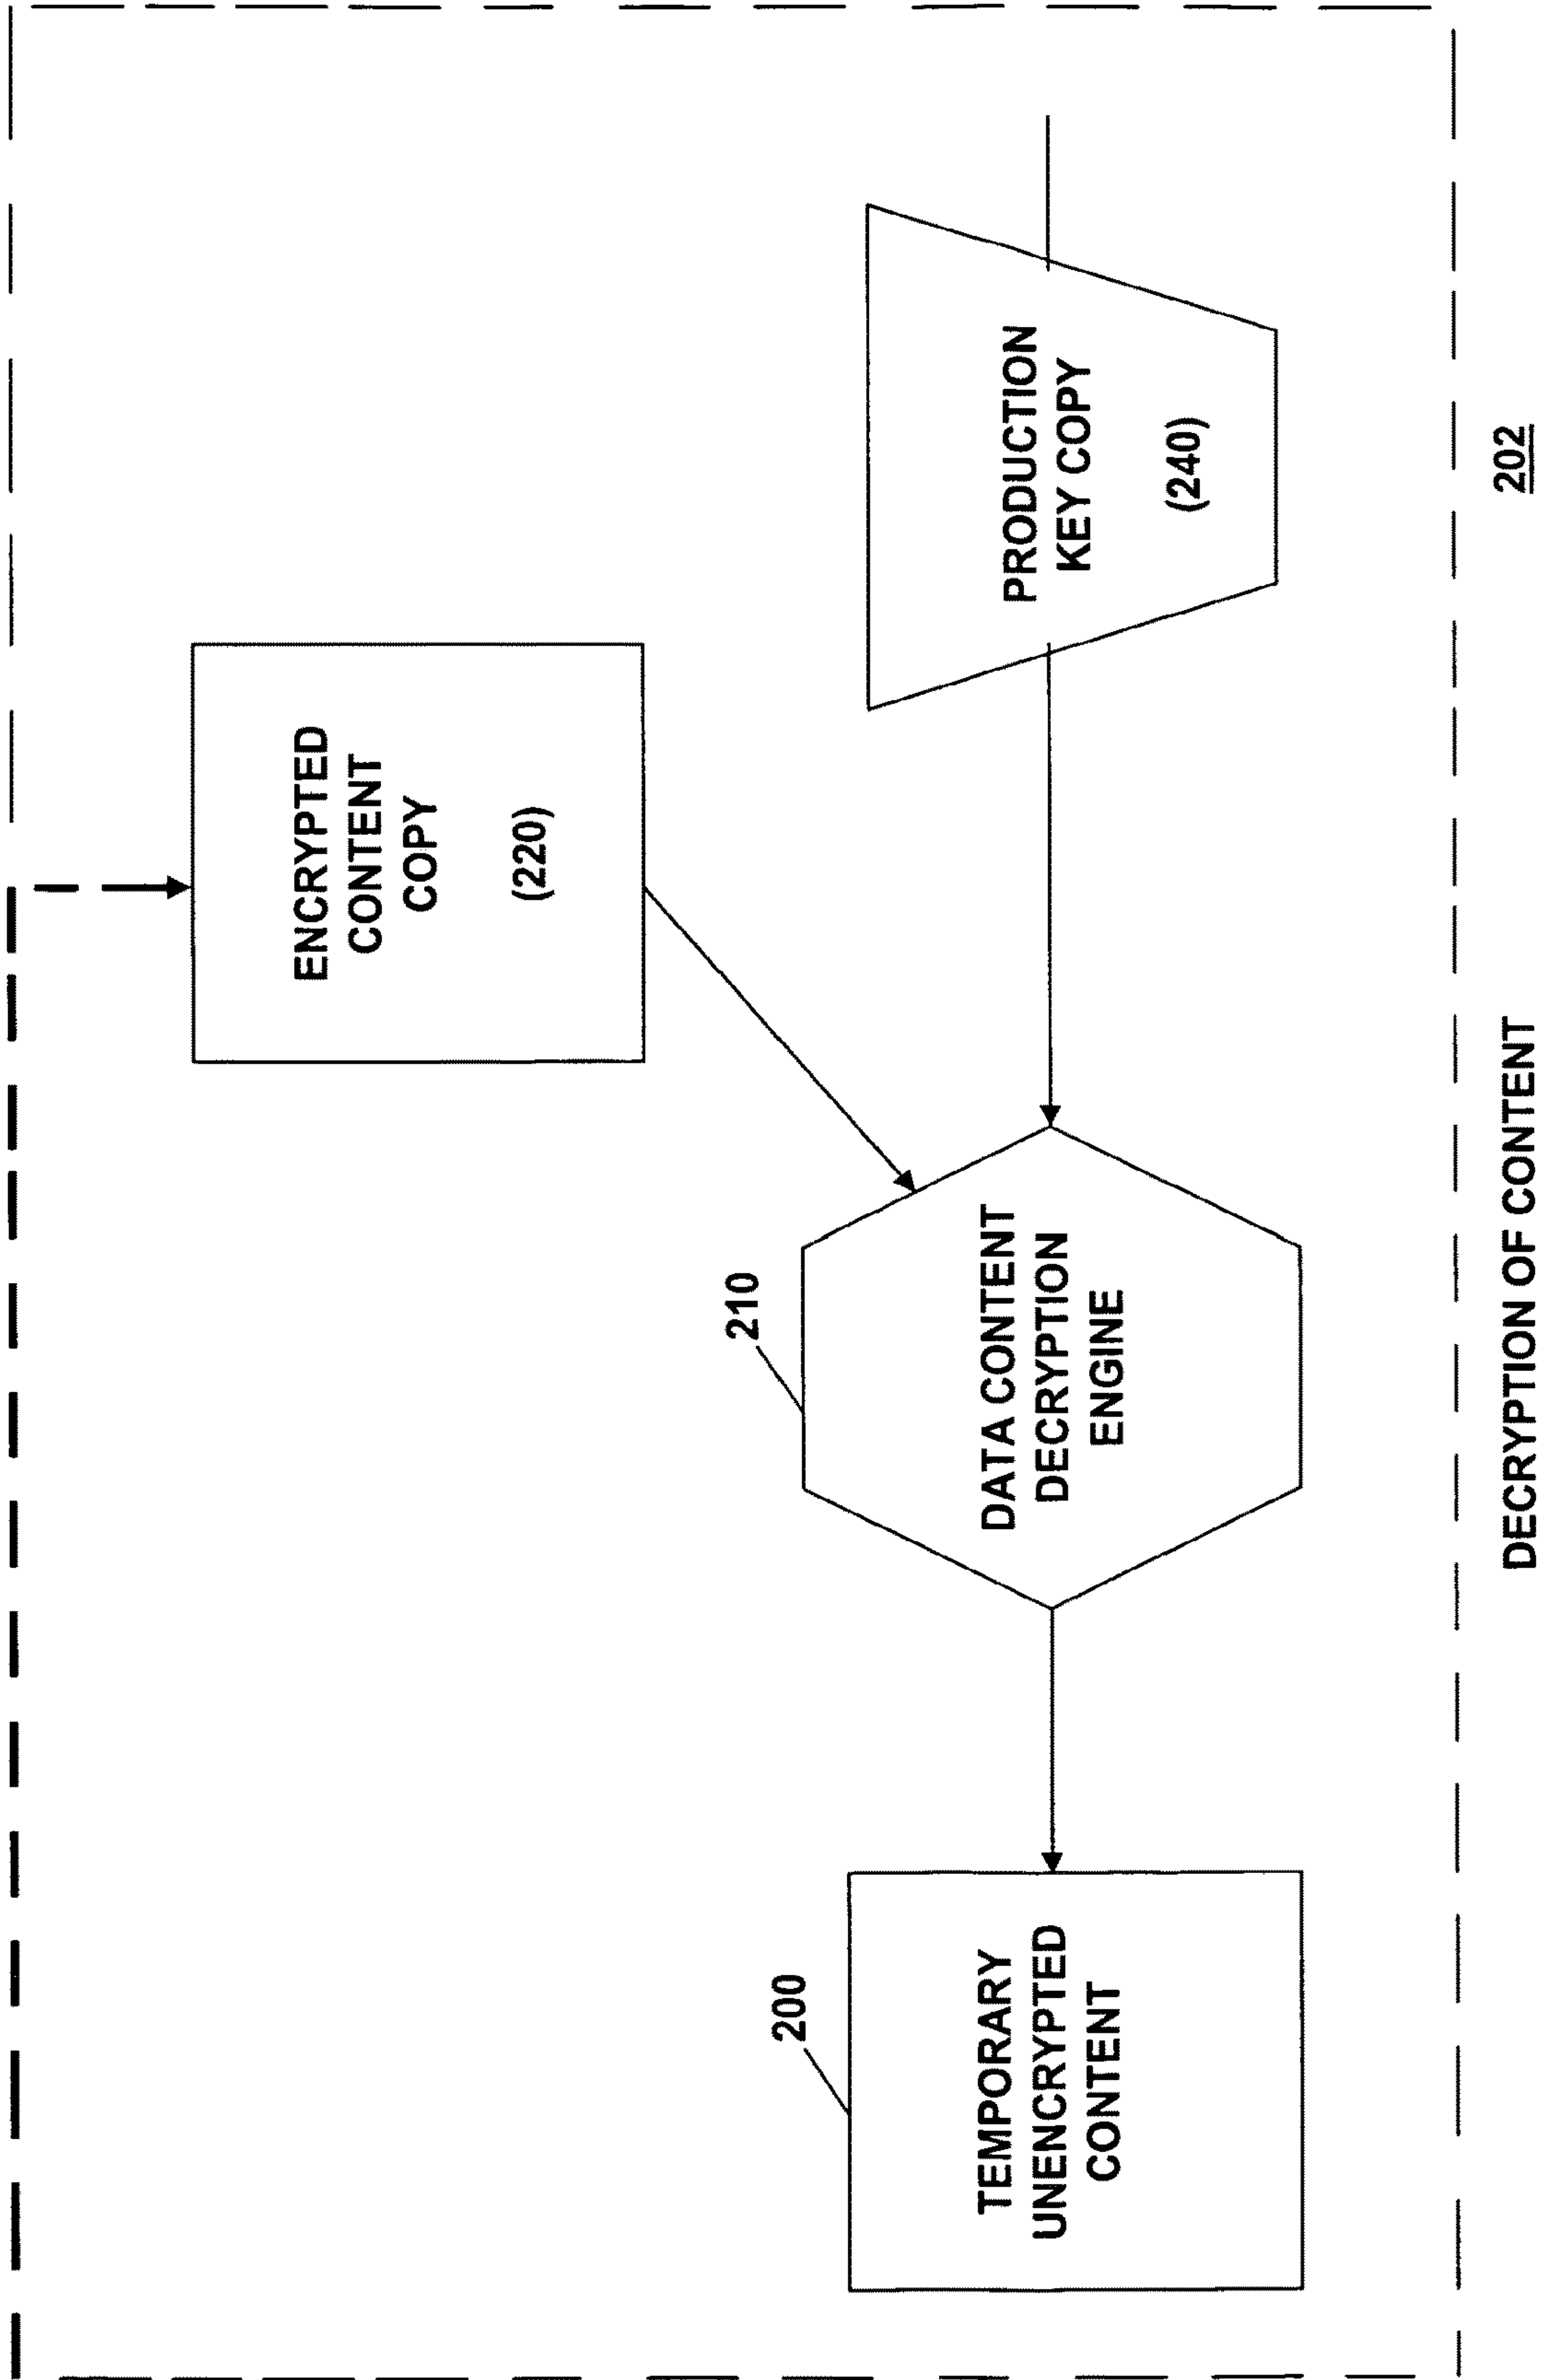 ENCRYPTED
CONTENT
COPY
(220)
200
210
TEMPORARY
UNENCRYPTED
CONTENT
DATA CONTENT
DECRYPTION
ENGINE
PRODUCTION
KEY COPY
(240)
DECRYPTION OF CONTENT
202